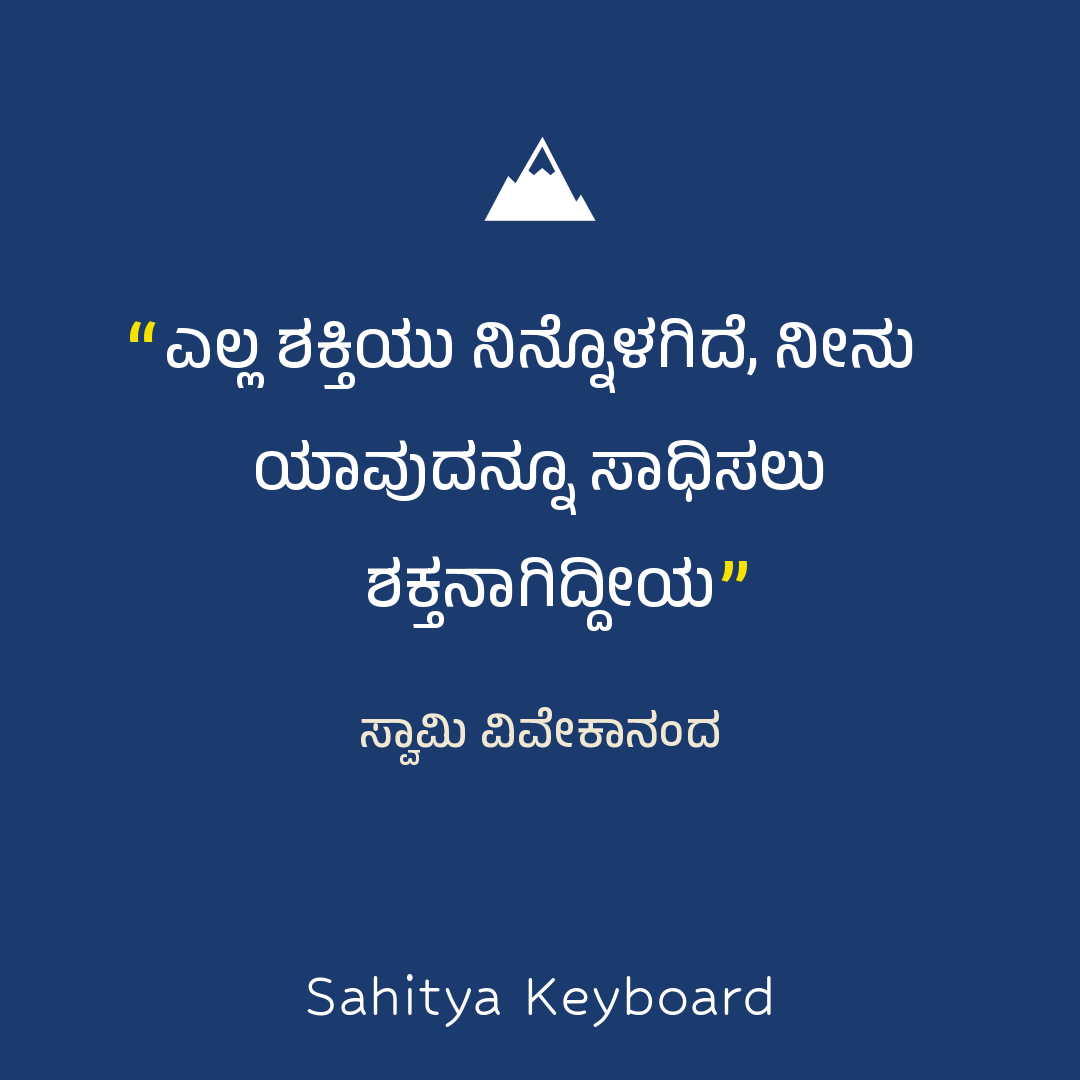 “ಎಲ್ಲ ಶಕ್ತಿಯು ನಿನ್ನೊಳಗಿದೆ, ನೀನು
ಯಾವುದನ್ನೂ ಸಾಧಿಸಲು
ಶಕ್ತನಾಗಿದ್ದೀಯ”
ಸ್ವಾಮಿ ವಿವೇಕಾನಂದ
Sahitya Keyboard